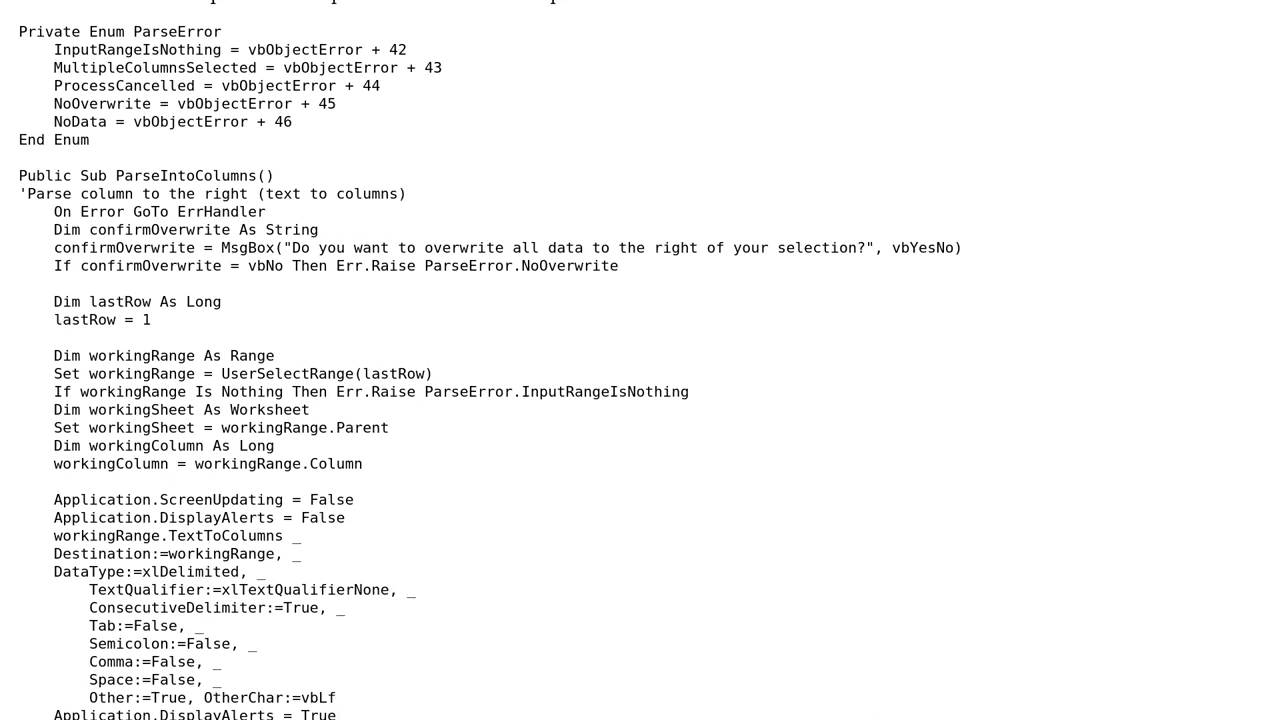 Private Enum ParseError
    InputRangeIsNothing = vbObjectError + 42
    MultipleColumnsSelected = vbObjectError + 43
    ProcessCancelled = vbObjectError + 44
    NoOverwrite = vbObjectError + 45
    NoData = vbObjectError + 46
End Enum

Public Sub ParseIntoColumns()
'Parse column to the right (text to columns)
    On Error GoTo ErrHandler
    Dim confirmOverwrite As String
    confirmOverwrite = MsgBox("Do you want to overwrite all data to the right of your selection?", vbYesNo)
    If confirmOverwrite = vbNo Then Err.Raise ParseError.NoOverwrite

    Dim lastRow As Long
    lastRow = 1

    Dim workingRange As Range
    Set workingRange = UserSelectRange(lastRow)
    If workingRange Is Nothing Then Err.Raise ParseError.InputRangeIsNothing
    Dim workingSheet As Worksheet
    Set workingSheet = workingRange.Parent
    Dim workingColumn As Long
    workingColumn = workingRange.Column

    Application.ScreenUpdating = False
    Application.DisplayAlerts = False
    workingRange.TextToColumns _
    Destination:=workingRange, _
    DataType:=xlDelimited, _
        TextQualifier:=xlTextQualifierNone, _
        ConsecutiveDelimiter:=True, _
        Tab:=False, _
        Semicolon:=False, _
        Comma:=False, _
        Space:=False, _
        Other:=True, OtherChar:=vbLf
    Application.DisplayAlerts = True